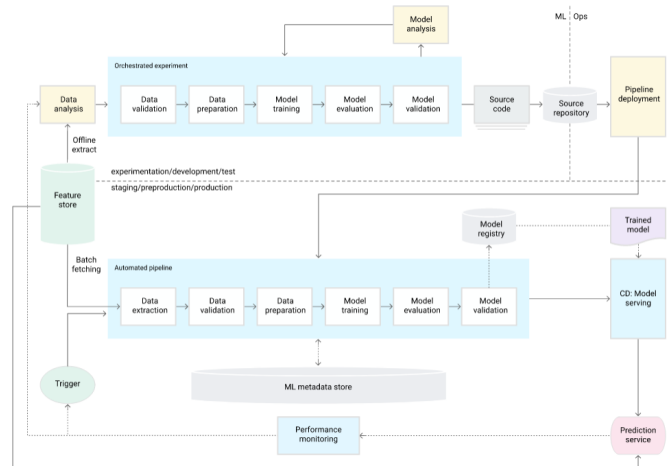 ML Ops
Model
analysis
Orchestrated experiment
Data
analysis
Data
validation
Data
preparation
Model
training
Model
evaluation
Model
validation
Source
code
Source
repository
Pipeline
deployment
Offline
extract
experimentation/development/test
staging/preproduction/production
Feature
store
Batch
fetching
Model
registry
Trained
model
Automated pipeline
Data
extraction
Data
validation
Data
preparation
Model
training
Model
evaluation
Model
validation
CD: Model
serving
Trigger
ML metadata store
Performance
monitoring
Prediction
service